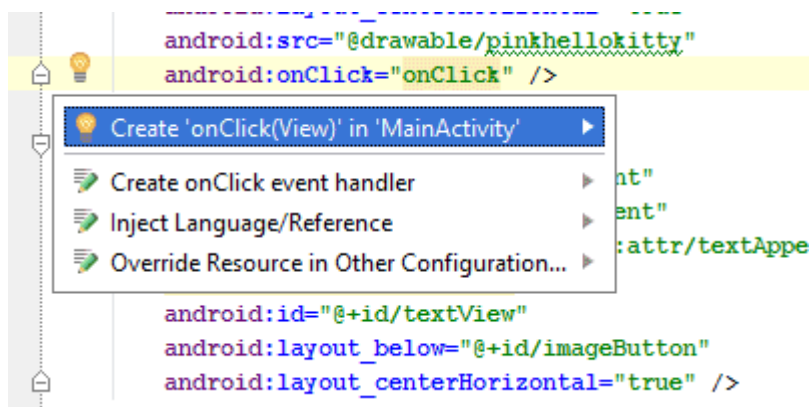 android:src="@drawable/pinkhellokitty"
android:onClick="onClick" />
Create 'onClick(View)' in 'MainActivity'
Create onClick event handler
nt"
Inject Language/Reference
ent"
Override Resource in Other Configuration...
:attr/textAppe
android:id="@+id/textView"
android:layout_below="@+id/imageButton"
android:layout_centerHorizontal="true" />